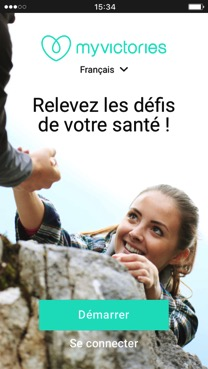 15:34
myvictories
Français
Relevez les défis
de votre santé !
Démarrer
Se connecter